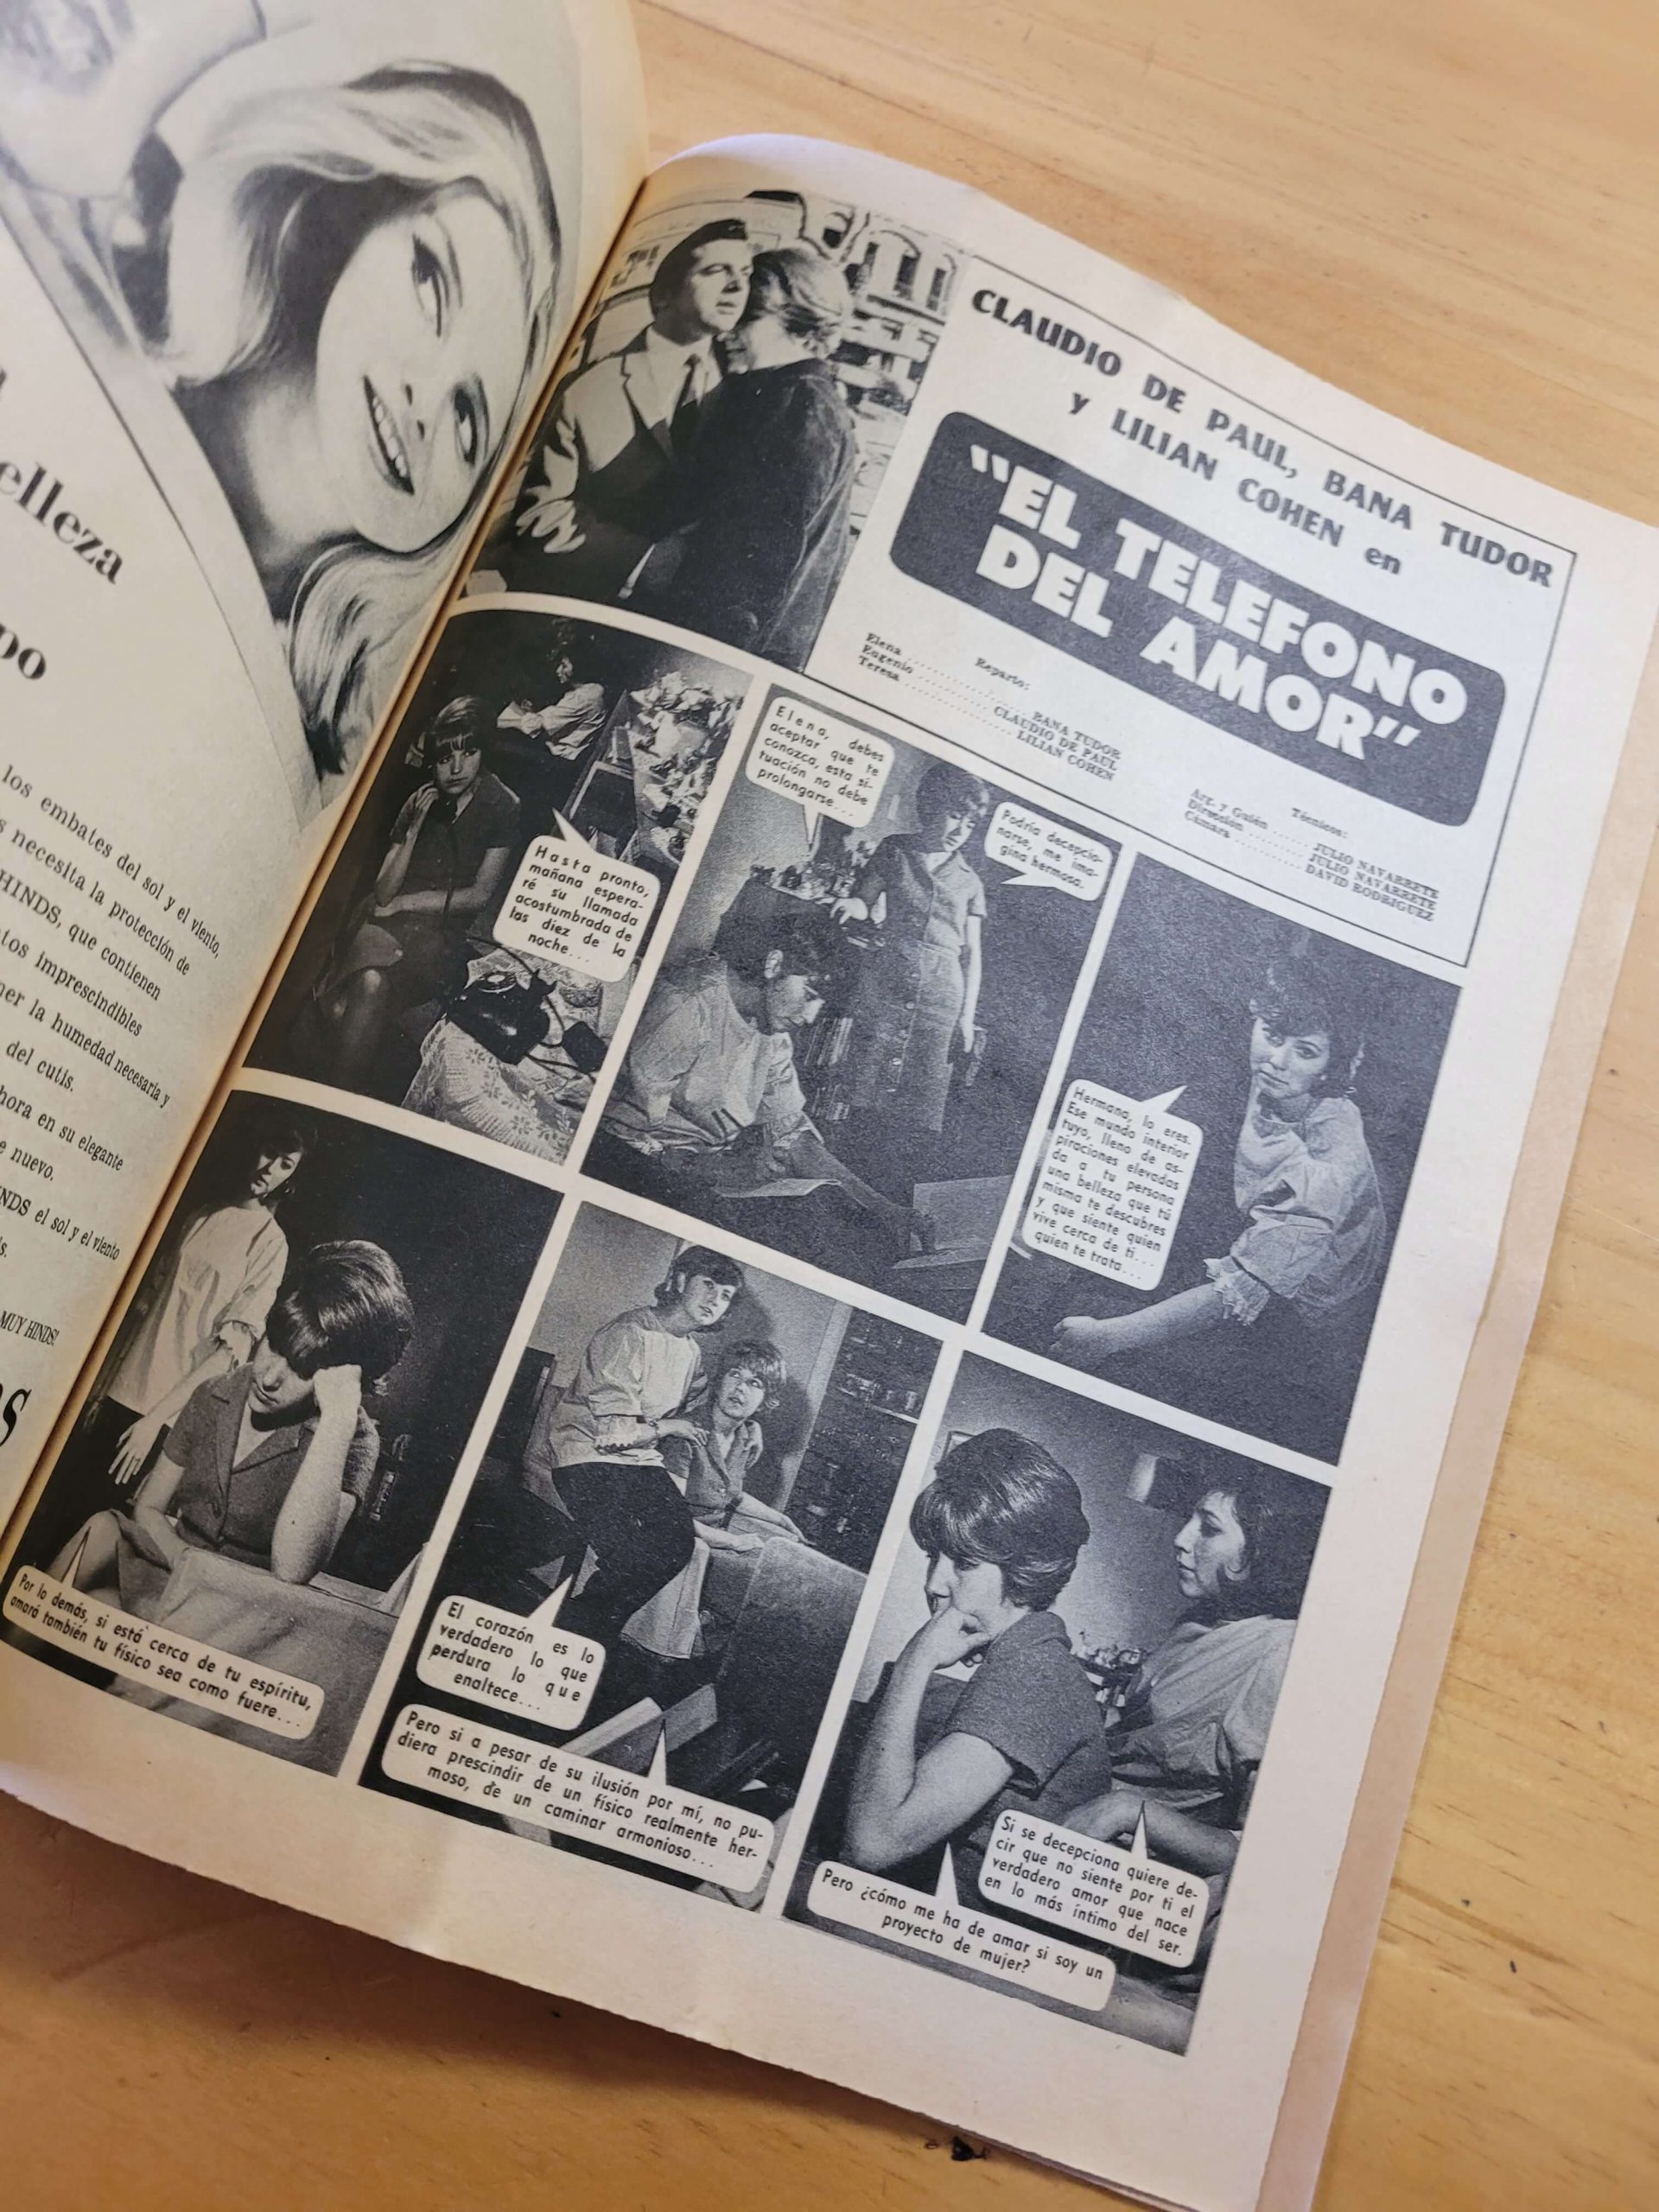 belleza
los embates del sol y el viento,
necesita la protección de
HINDS, que contienen
imprescindibles
la humedad necesaria y
del cutis.
en su elegante
nuevo.
el sol y el viento
MUY HINDS!
CLAUDIO DE PAUL, BANA TUDOR
y LILIAN COHEN en
"EL TELEFONO
DEL AMOR"
Reparto:
Elena .......... BANA TUDOR
Eugenio .......... CLAUDIO DE PAUL
Teresa .......... LILIAN COHEN
Técnicos:
Arg. y Guión .......... JULIO NAVARRETE
Dirección .......... JULIO NAVARRETE
Cámara .......... DAVID RODRIGUEZ
Hasta pronto,
mañana espera-
ré su llamada
acostumbrada de
las diez de la
noche...
Elena, debes
aceptar que te
conozca, esta si-
tuación no debe
prolongarse...
Podría decepcio-
narse, me ima-
gina hermosa.
Hermana, lo eres.
Ese mundo interior
tuyo, lleno de as-
piraciones elevadas
da a tu persona
una belleza que tú
misma te descubres
y que siente quien
vive cerca de ti...
quien te trata...
Por lo demás, si está cerca de tu espíritu,
amará también tu físico sea como fuere...
El corazón es lo
verdadero lo que
perdura lo que
enaltece...
Pero si a pesar de su ilusión por mí, no pu-
diera prescindir de un físico realmente her-
moso, de un caminar armonioso...
Si se decepciona quiere de-
cir que no siente por ti el
verdadero amor que nace
en lo más íntimo del ser.
Pero ¿cómo me ha de amar si soy un
proyecto de mujer?